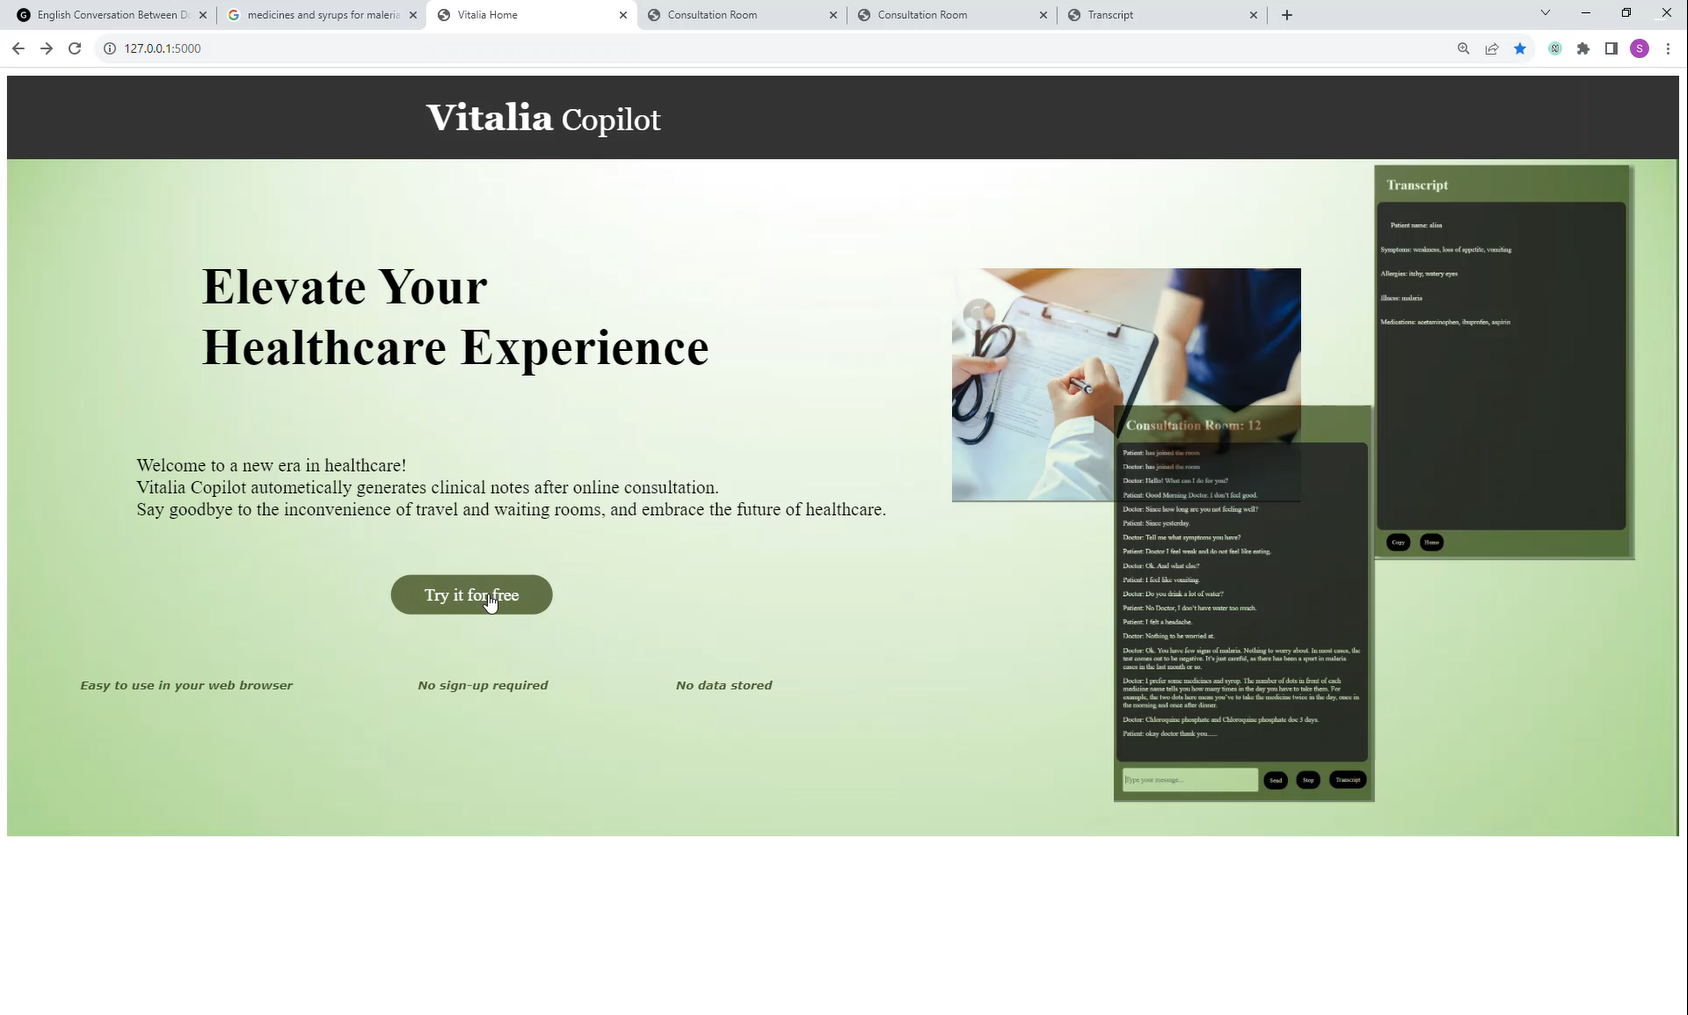 English Conversation Between Do
medicines and syrups for maleria
Vitalia Home
Consultation Room
Consultation Room
Transcript
127.0.0.1:5000
S
Vitalia Copilot
Elevate Your
Healthcare Experience
Welcome to a new era in healthcare!
Vitalia Copilot autometically generates clinical notes after online consultation.
Say goodbye to the inconvenience of travel and waiting rooms, and embrace the future of healthcare.
Try it for free
Easy to use in your web browser
No sign-up required
No data stored
Consultation Room: 12
Patient: has joined the room
Doctor: has joined the room
Doctor: Hello! What can I do for you?
Patient: Good Morning Doctor. I don't feel good.
Doctor: Since how long are you not feeling well?
Patient: Since yesterday.
Doctor: Tell me what symptoms you have?
Patient: Doctor I feel weak and do not feel like eating.
Doctor: Ok. And what else?
Patient: I feel like vomiting.
Doctor: Do you drink a lot of water?
Patient: No Doctor, I don't have water too much.
Patient: I felt a headache.
Doctor: Nothing to be worried at.
Doctor: Ok. You have few signs of malaria. Nothing to worry about. In most cases, the
test comes out to be negative. It's just careful, as there has been a spurt in malaria
cases in the last month or so.
Doctor: I prefer some medicines and syrup. The number of dots in front of each
medicine name tells you how many times in the day you have to take them. For
example, the two dots here mean you've to take the medicine twice in the day, once in
the morning and once after dinner.
Doctor: Chloroquine phosphate and Chloroquine phosphate doc 3 days.
Patient: okay doctor thank you......
Type your message...
Send
Stop
Transcript
Transcript
Patient name: alisa
Symptoms: weakness, loss of appetite, vomiting
Allergies: itchy, watery eyes
Illness: malaria
Medications: acetaminophen, ibuprofen, aspirin
Copy
Home